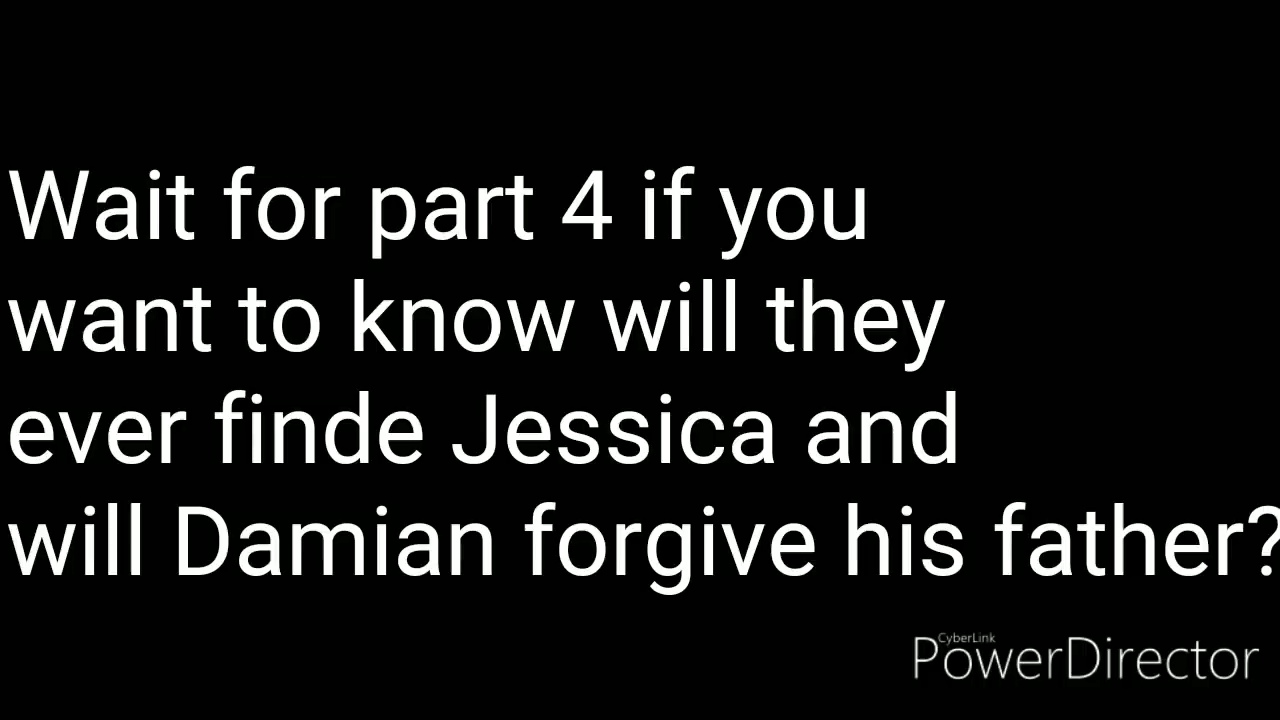 Wait for part 4 if you
want to know will they
ever finde Jessica and
will Damian forgive his father?
CyberLink
PowerDirector